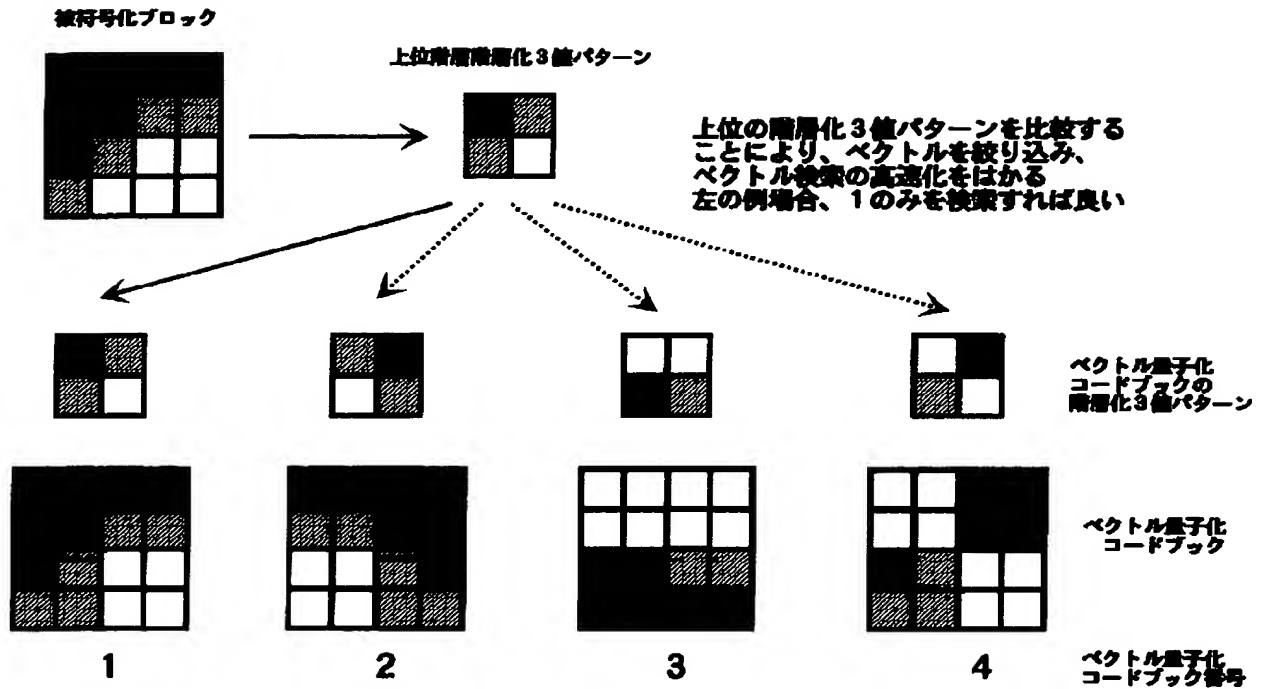 被符号化ブロック
上位階層階層化3値パターン
上位の階層化3値パターンを比較する
ことにより、ベクトルを絞り込み、
ベクトル検索の高速化をはかる
左の例場合、1のみを検索すれば良い
ベクトル量子化
コードブックの
階層化3値パターン
ベクトル量子化
コードブック
1
2
3
4
ベクトル量子化
コードブック番号